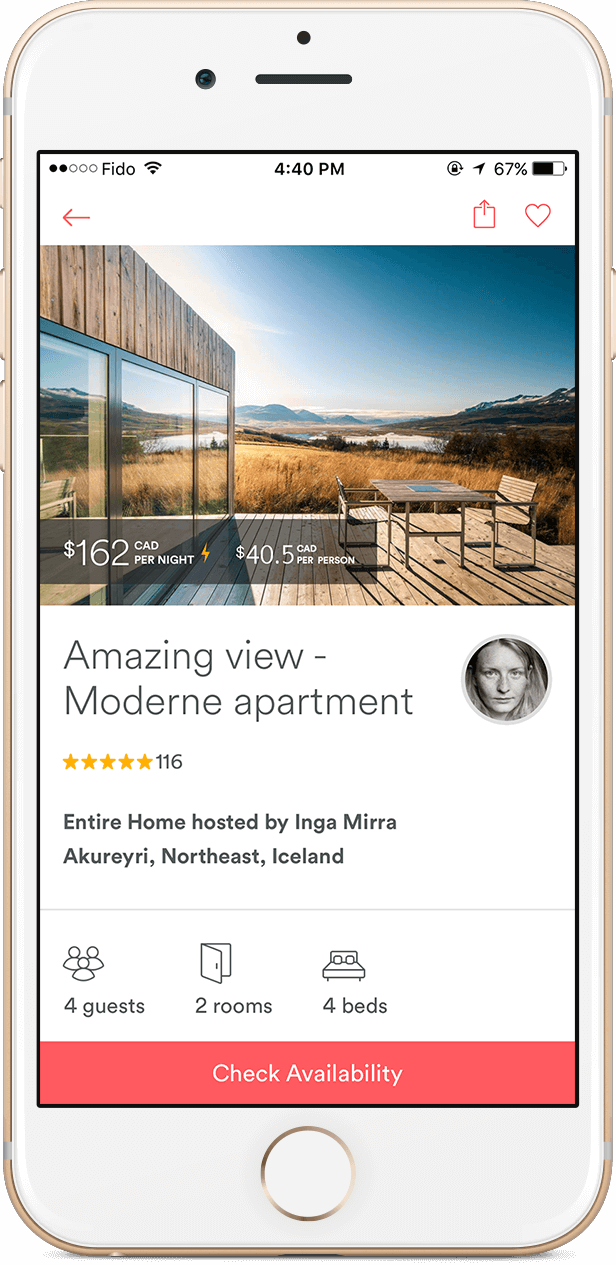 Fido 4:40 PM 67%
$162 CAD PER NIGHT $40.5 CAD PER PERSON
Amazing view -
Moderne apartment
116
Entire Home hosted by Inga Mirra
Akureyri, Northeast, Iceland
4 guests 2 rooms 4 beds
Check Availability